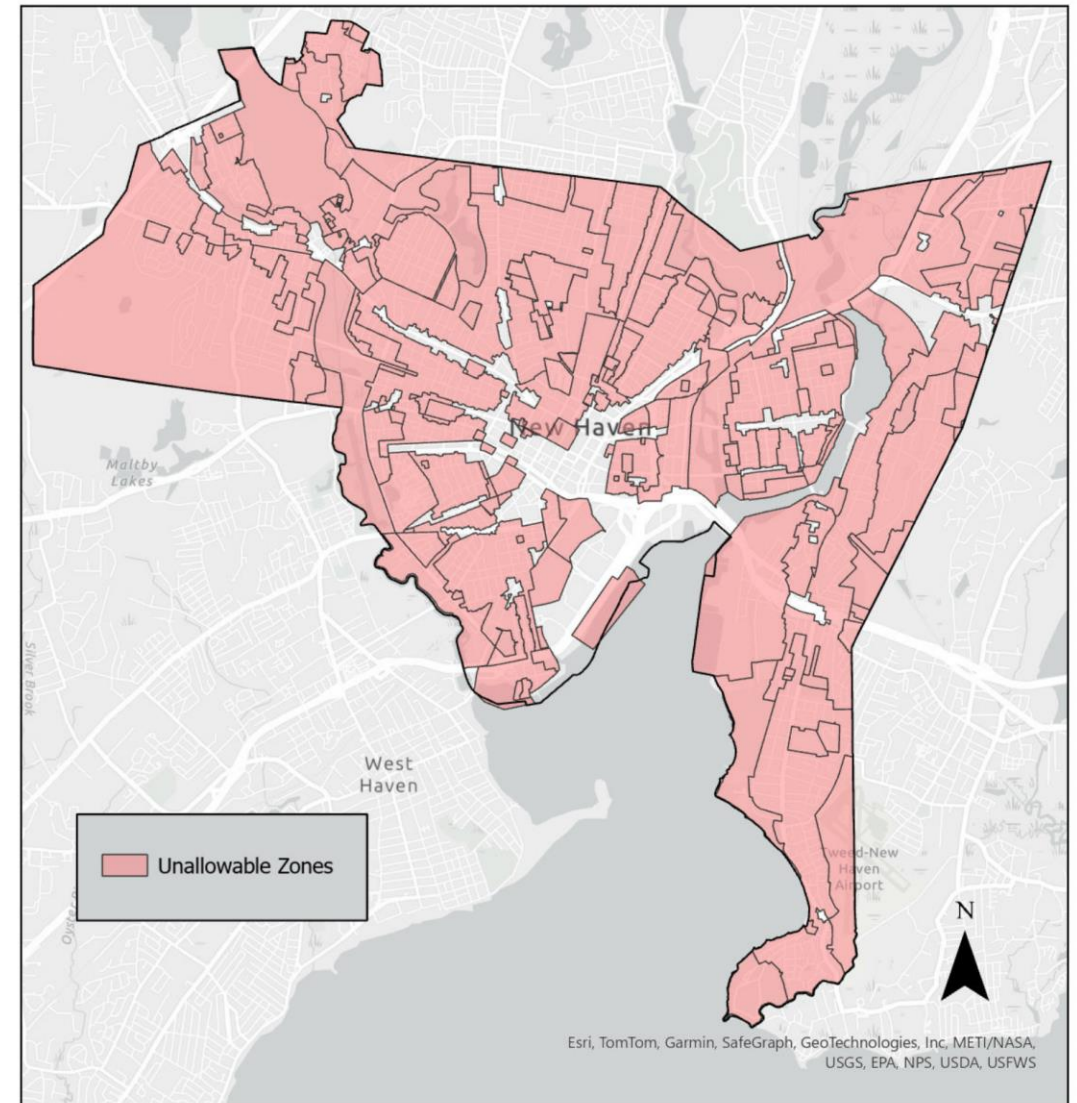 New Haven
Maltby
Lakes
Silver Brook
West
Haven
Unallowable Zones
Tweed-New
Haven
Airport
N
Esri, TomTom, Garmin, SafeGraph, GeoTechnologies, Inc, METI/NASA,
USGS, EPA, NPS, USDA, USFWS